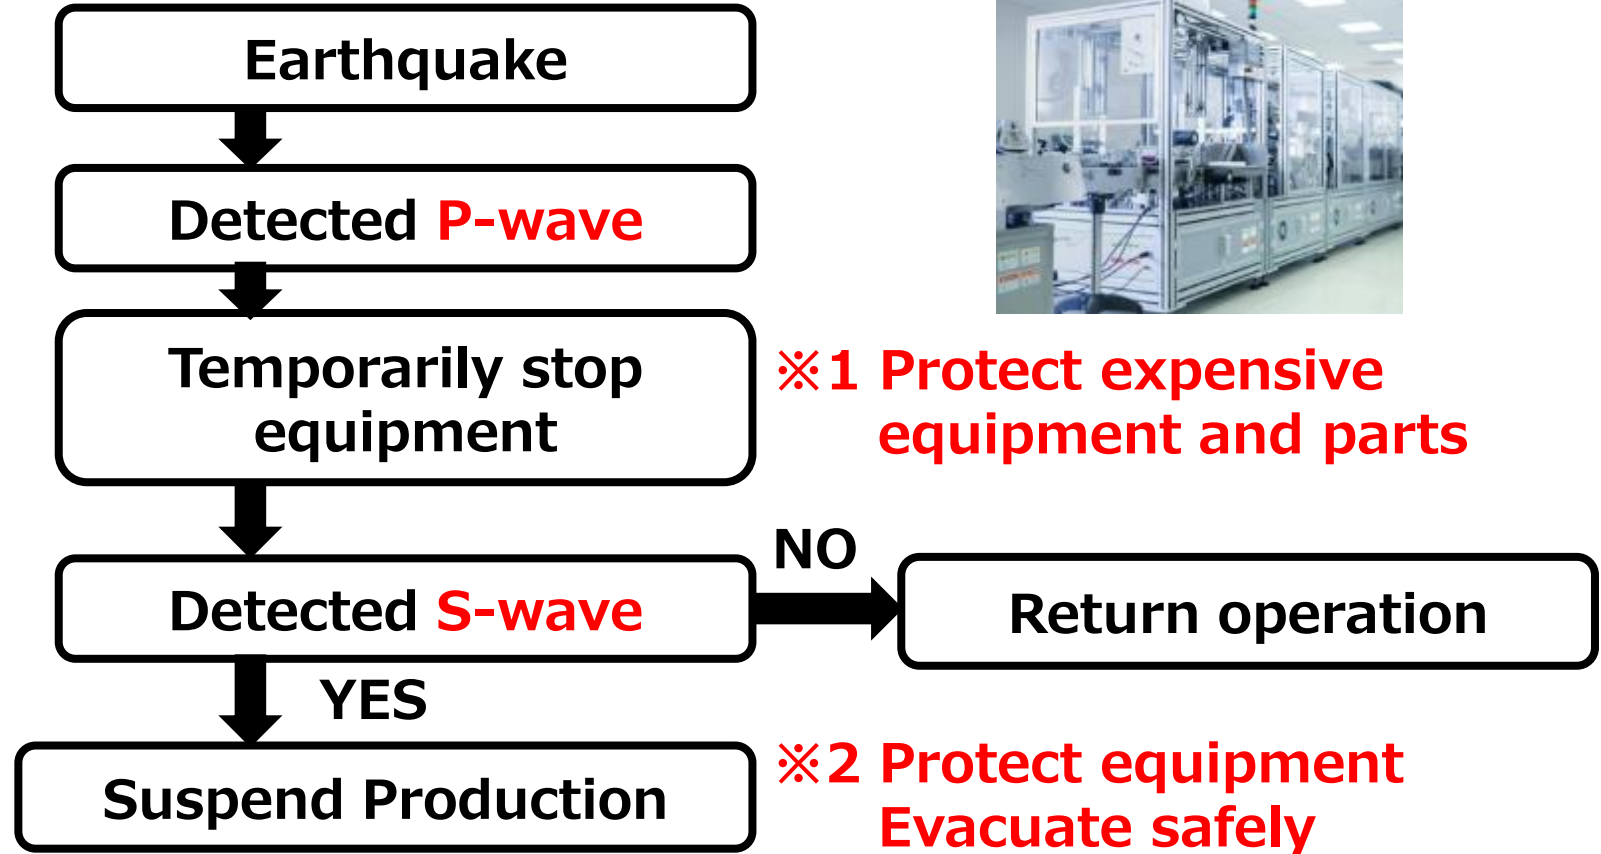 Earthquake
Detected P-wave
Temporarily stop
equipment
※1 Protect expensive
equipment and parts
Detected S-wave
NO
Return operation
YES
Suspend Production
※2 Protect equipment
Evacuate safely